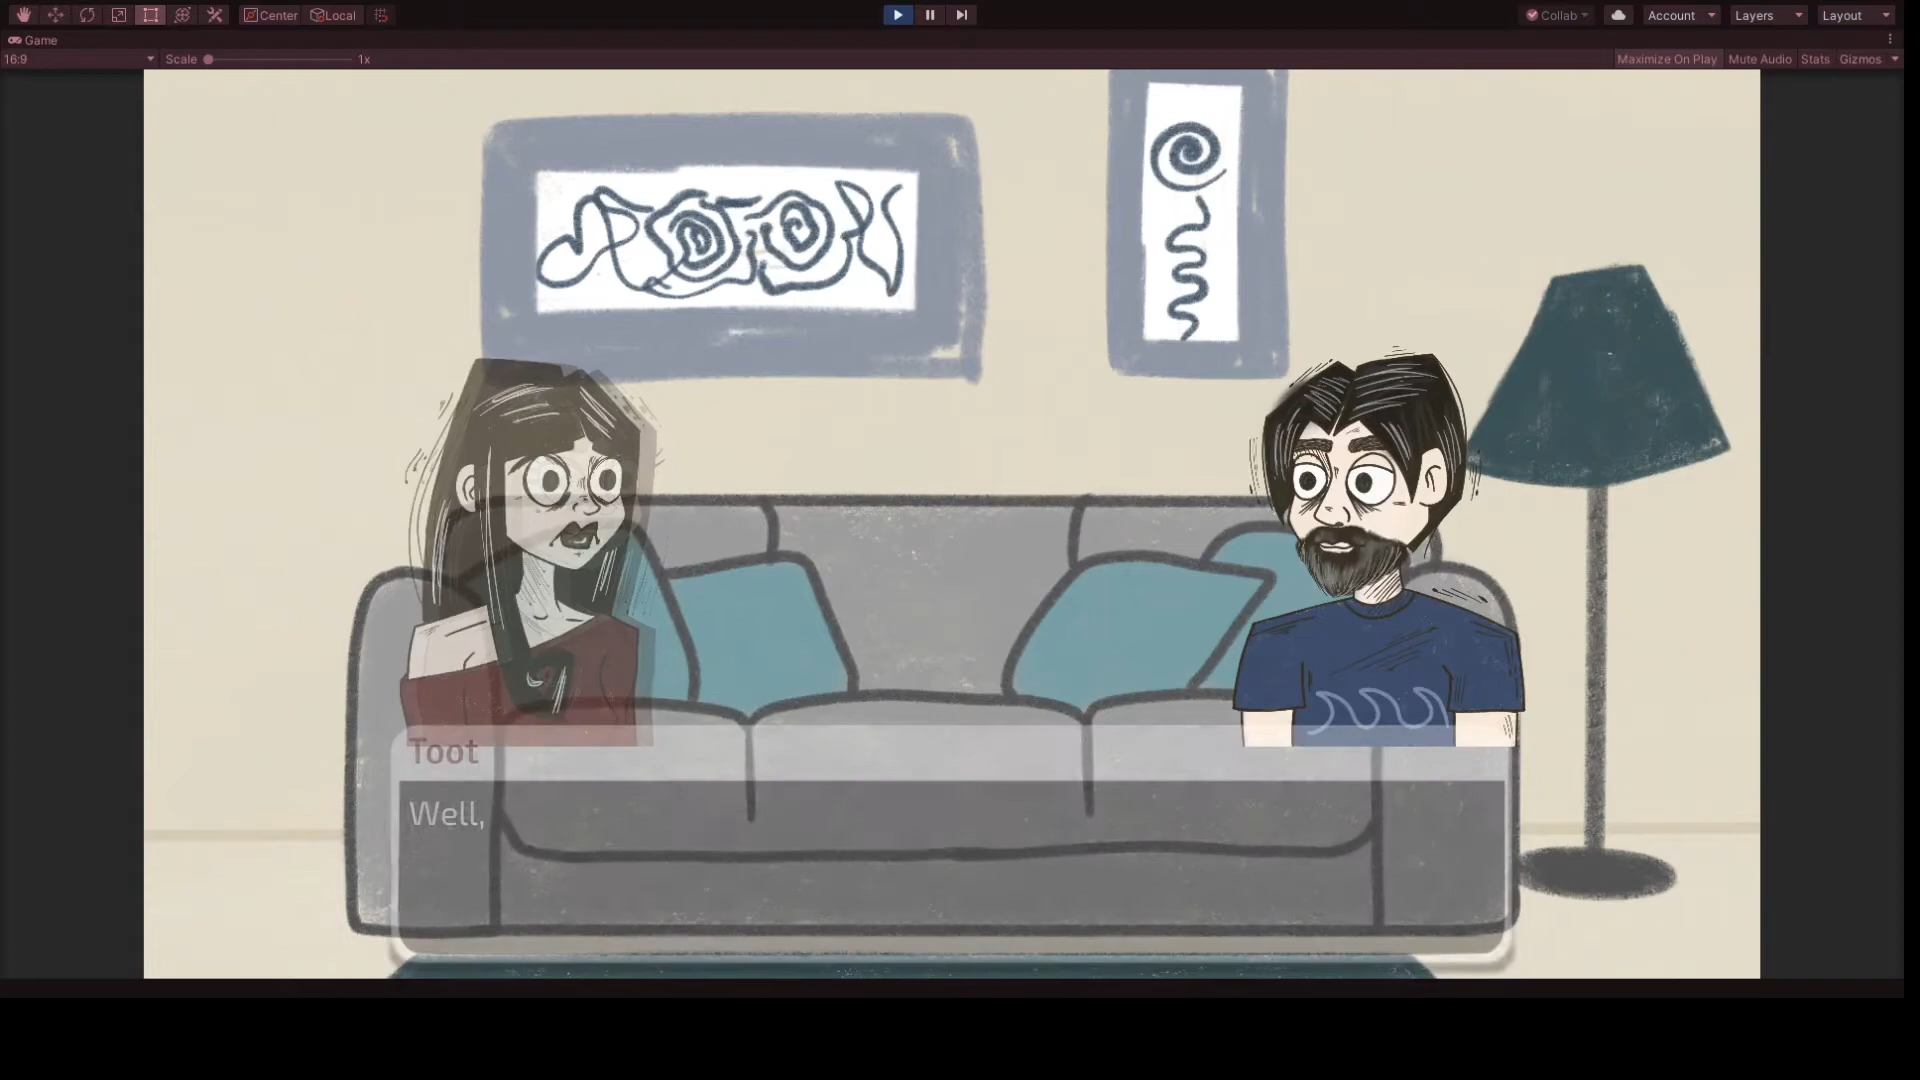 Center
Local
Collab
Account
Layers
Layout
Game
16:9
Scale
1x
Maximize On Play
Mute Audio
Stats
Gizmos
Toot
Well,